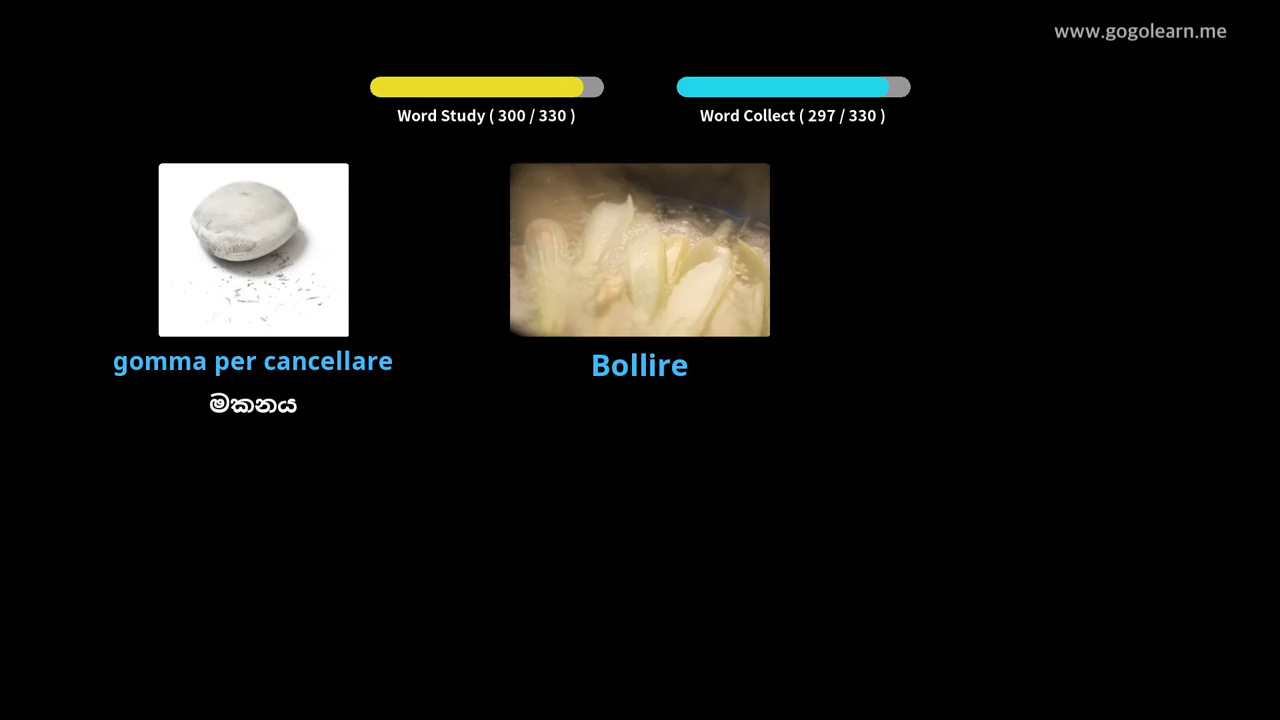 www.gogolearn.me
Word Study ( 300 / 330 )
Word Collect ( 297 / 330 )
gomma per cancellare
Bollire
මකනය